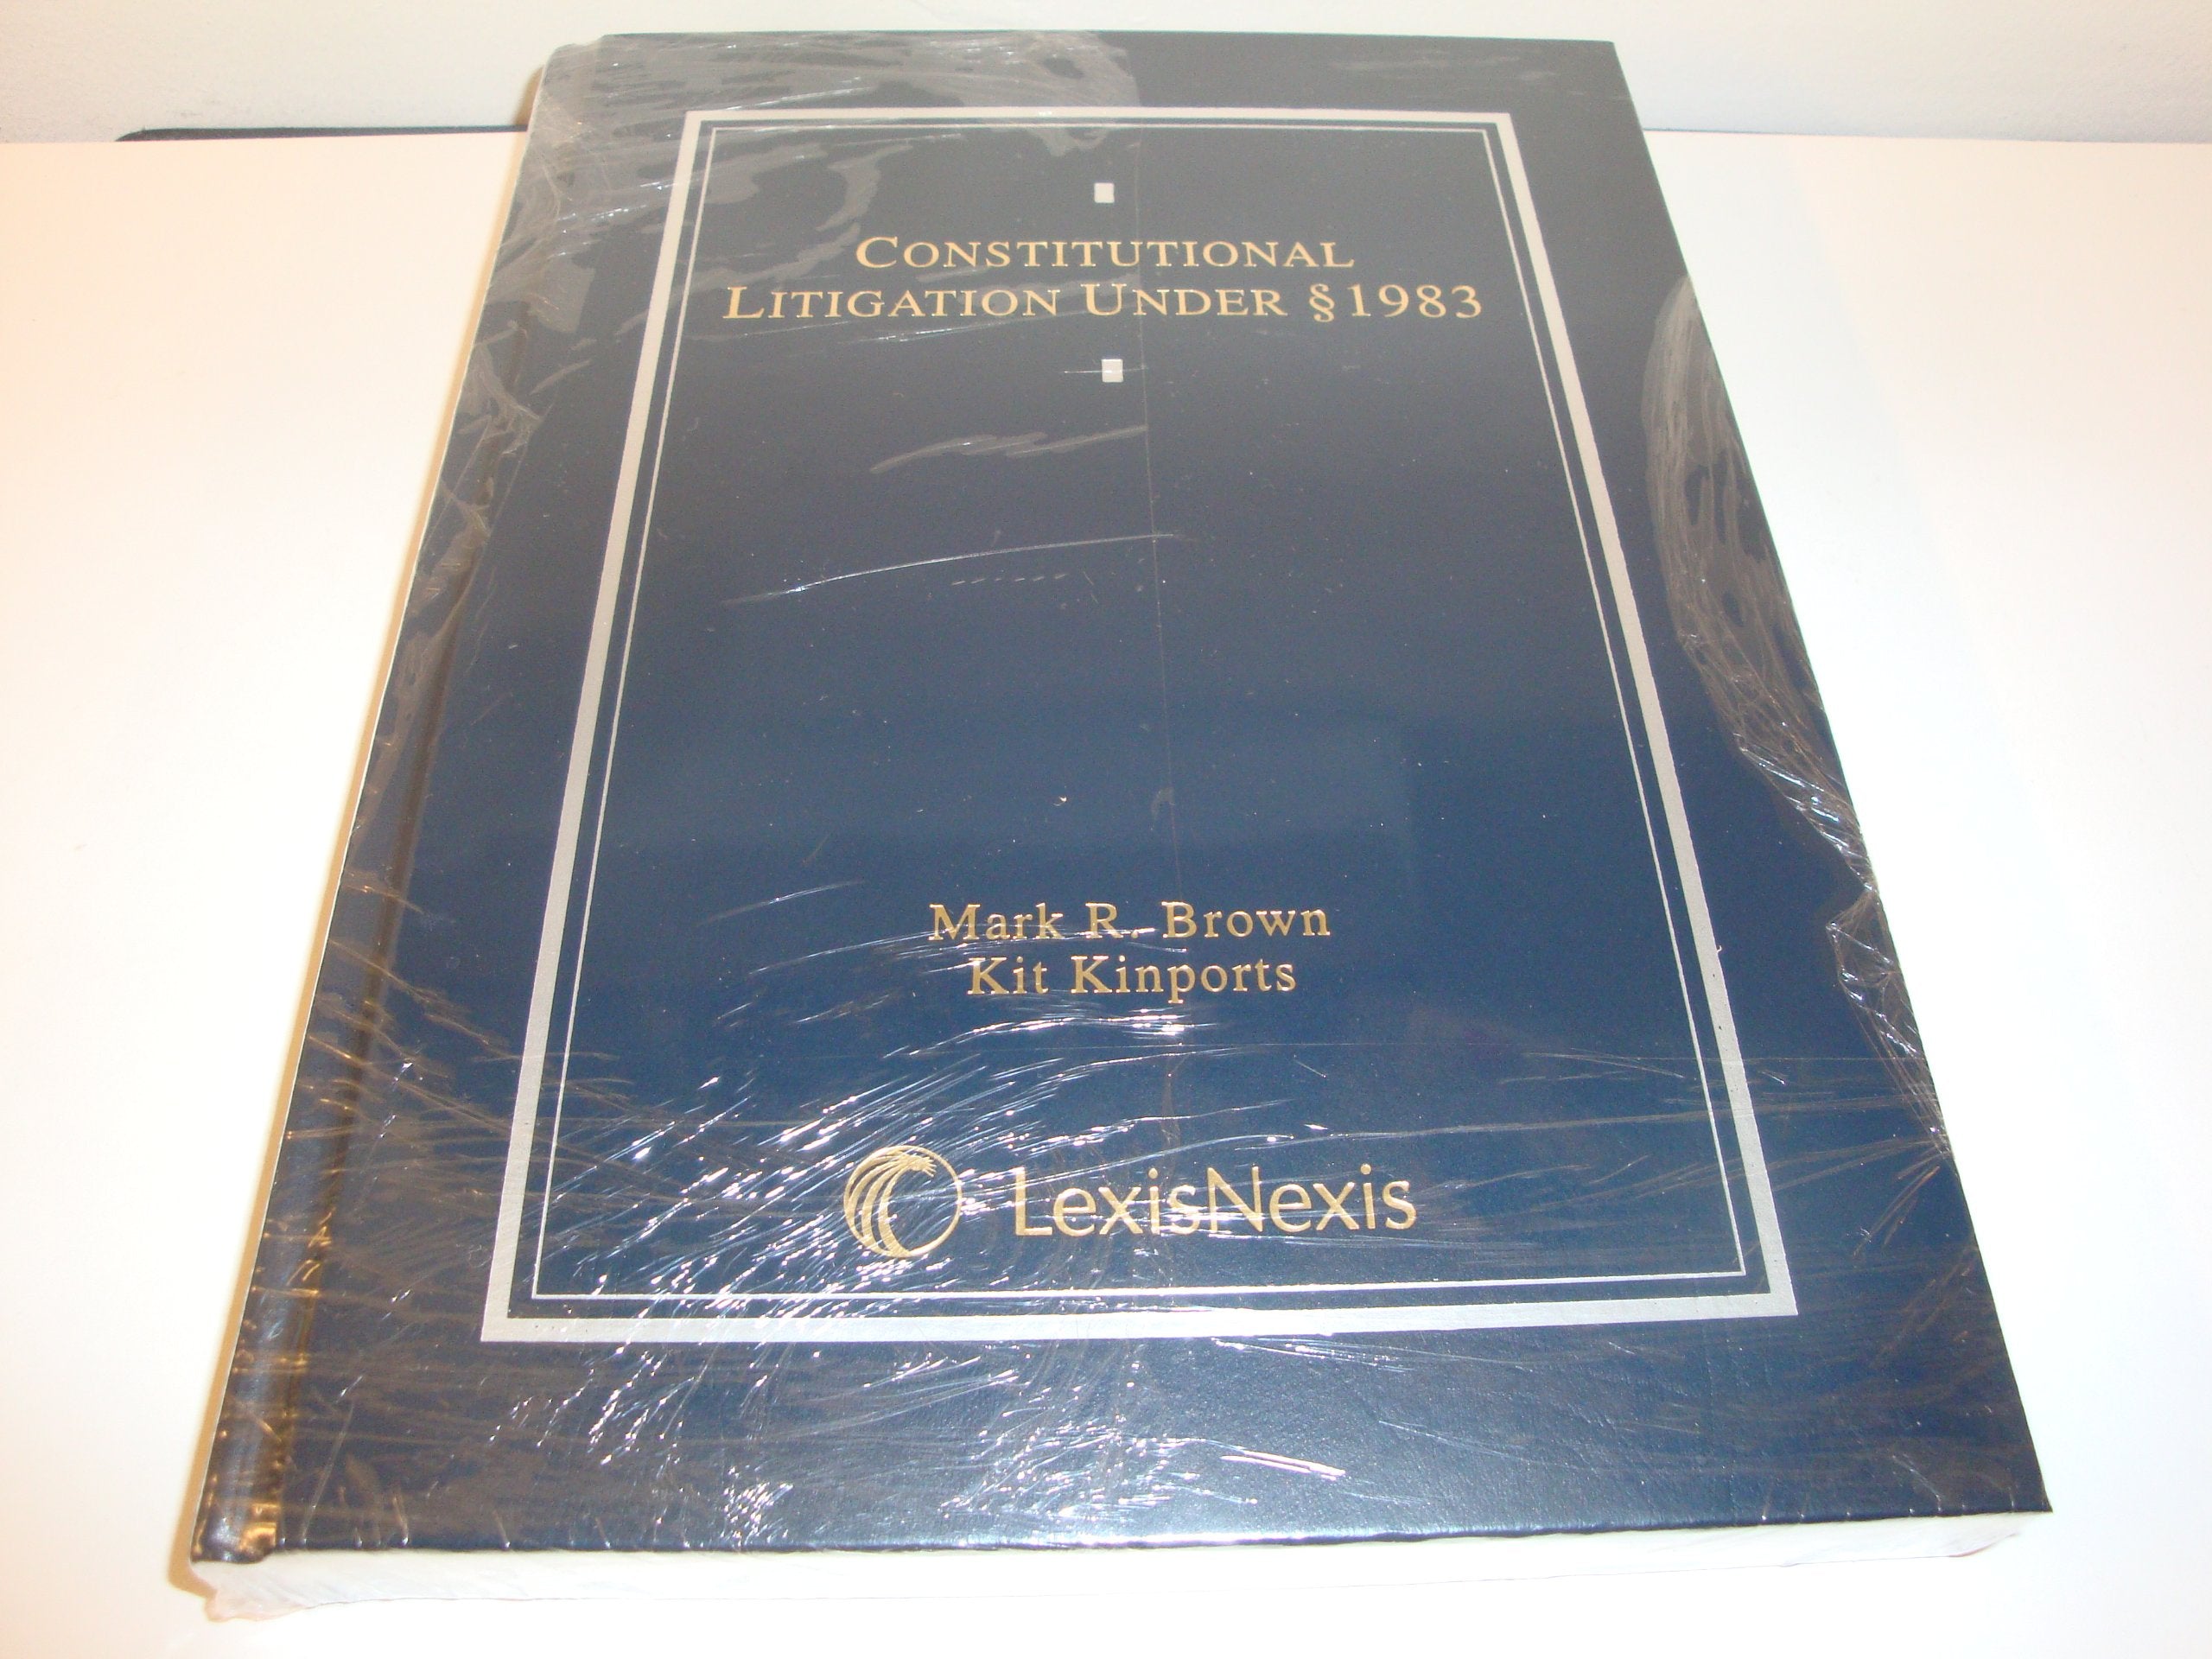 CONSTITUTIONAL
LITIGATION UNDER §1983
Mark R. Brown
Kit Kinports
LexisNexis